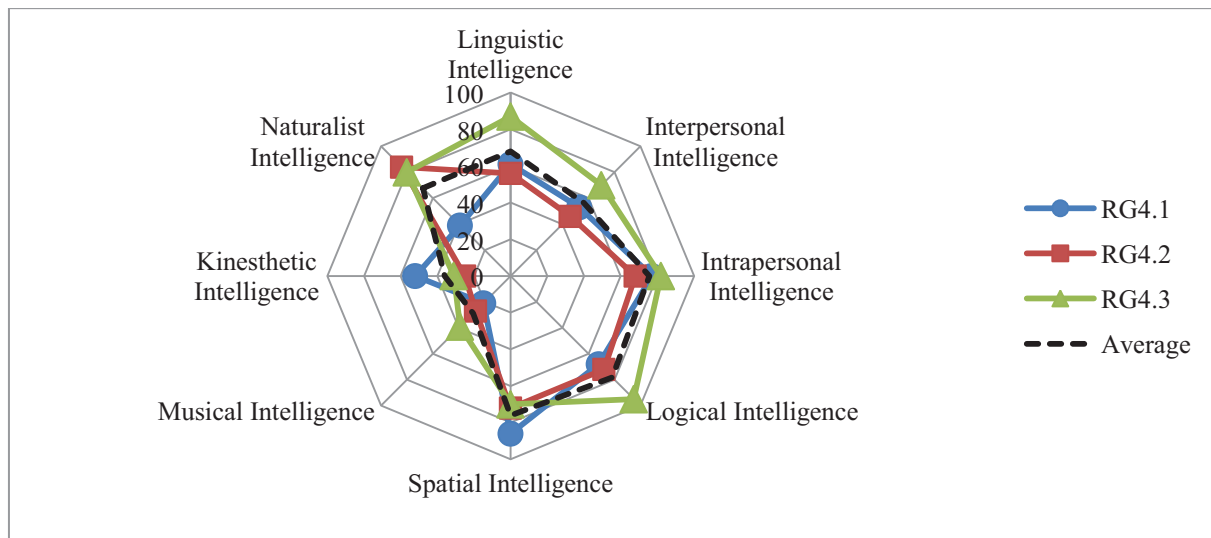 Linguistic
Intelligence
100
80
60
40
20
0
Interpersonal
Intelligence
Intrapersonal
Intelligence
Logical Intelligence
Spatial Intelligence
Musical Intelligence
Kinesthetic
Intelligence
Naturalist
Intelligence
RG4.1
RG4.2
RG4.3
Average